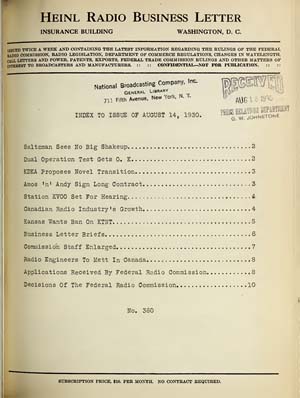 HEINL RADIO BUSINESS LETTER
INSURANCE BUILDING WASHINGTON, D. C.
ISSUED TWICE A WEEK AND CONTAINING THE LATEST INFORMATION REGARDING THE RULINGS OF THE FEDERAL
RADIO COMMISSION, RADIO LEGISLATION, DEPARTMENT OF COMMERCE REGULATIONS, CHANGES IN WAVELENGTH,
CALL LETTERS AND POWER, PATENTS, EXPORTS, FEDERAL TRADE COMMISSION RULINGS AND OTHER MATTERS OF
INTEREST TO BROADCASTERS AND MANUFACTURERS. :: :: CONFIDENTIAL—NOT FOR PUBLICATION. :: ::
National Broadcasting Company, Inc.
GENERAL LIBRARY
711 Fifth Avenue, New York, N. Y.
RECEIVED
AUG 18 1930
PRESS RELATIONS DEPARTMENT
G. W. JOHNSTONE
INDEX TO ISSUE OF AUGUST 14, 1930.
Saltzman Sees No Big Shakeup.....2
Dual Operation Test Gets O. K.....2
KDKA Proposes Novel Transition.....3
Amos 'n' Andy Sign Long Contract.....3
Station KVOO Set For Hearing.....4
Canadian Radio Industry's Growth.....4
Kansas Wants Ban On KTNT.....5
Business Letter Briefs.....6
Commission Staff Enlarged.....7
Radio Engineers To Mett In Canada.....8
Applications Received By Federal Radio Commission.....8
Decisions Of The Federal Radio Commission.....10
No. 360
SUBSCRIPTION PRICE, $10. PER MONTH. NO CONTRACT REQUIRED.